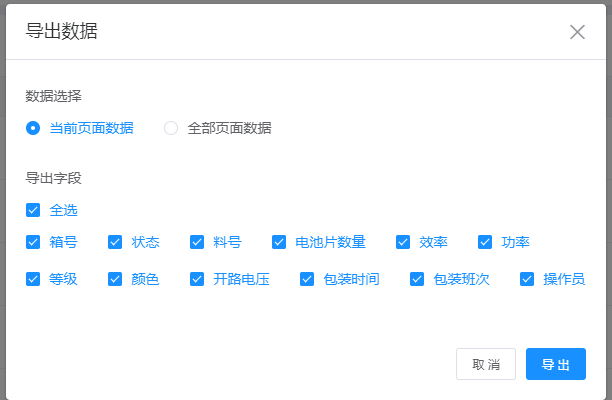 导出数据
数据选择
当前页面数据 全部页面数据
导出字段
全选
箱号 状态 料号 电池片数量 效率 功率
等级 颜色 开路电压 包装时间 包装班次 操作员
取消 导出